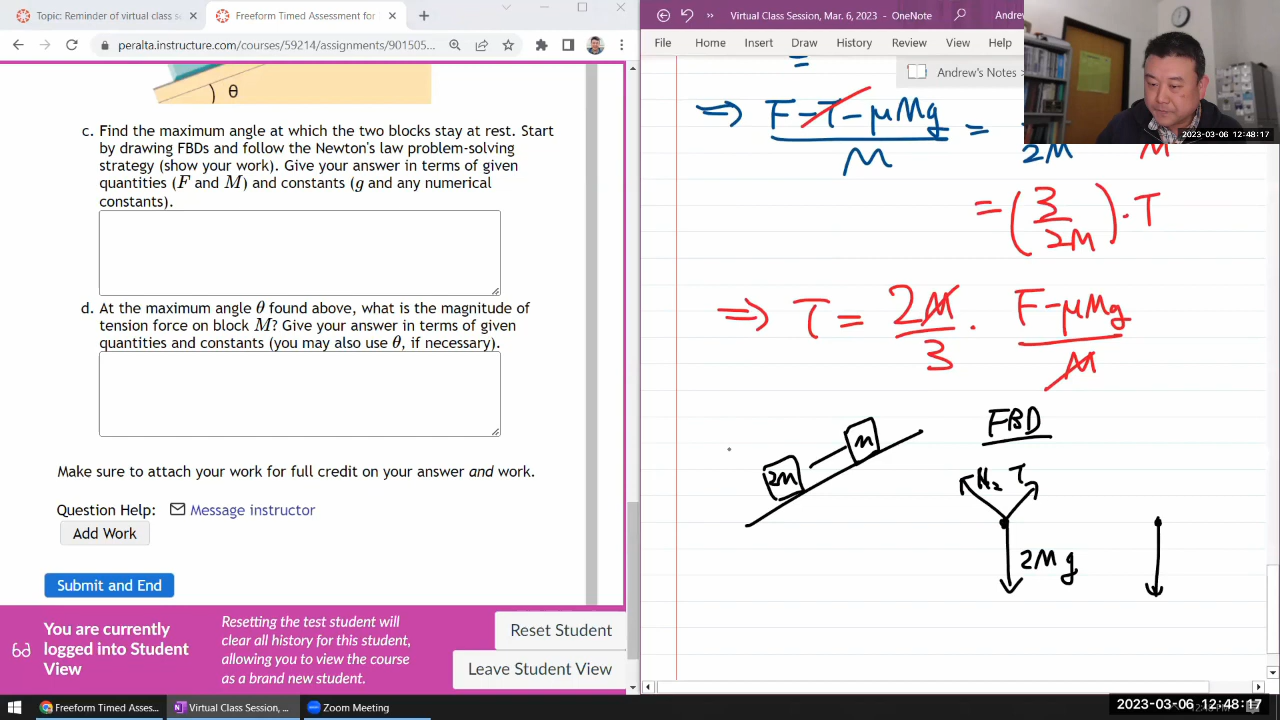 Topic: Reminder of virtual class s
Freeform Timed Assessment for
peralta.instructure.com/courses/59214/assignments/901505...
θ
c. Find the maximum angle at which the two blocks stay at rest. Start
by drawing FBDs and follow the Newton's law problem-solving
strategy (show your work). Give your answer in terms of given
quantities (F and M) and constants (g and any numerical
constants).
d. At the maximum angle θ found above, what is the magnitude of
tension force on block M? Give your answer in terms of given
quantities and constants (you may also use θ, if necessary).
Make sure to attach your work for full credit on your answer and work.
Question Help: Message instructor
Add Work
Submit and End
You are currently
logged into Student
View
Resetting the test student will
clear all history for this student,
allowing you to view the course
as a brand new student.
Reset Student
Leave Student View
Virtual Class Session, Mar. 6, 2023 – OneNote
Andre
File Home Insert Draw History Review View Help
Andrew's Notes >
2023-03-06 12:48:17
=
⇒ F - T - μMg =
M
2M
M
= (3/2M) · T
⇒ T = 2M/3 · F - μMg/M
FBD
M
2M
N₂ T
2Mg
Freeform Timed Asses...
Virtual Class Session, ...
Zoom Meeting
2023-03-06 12:48:17